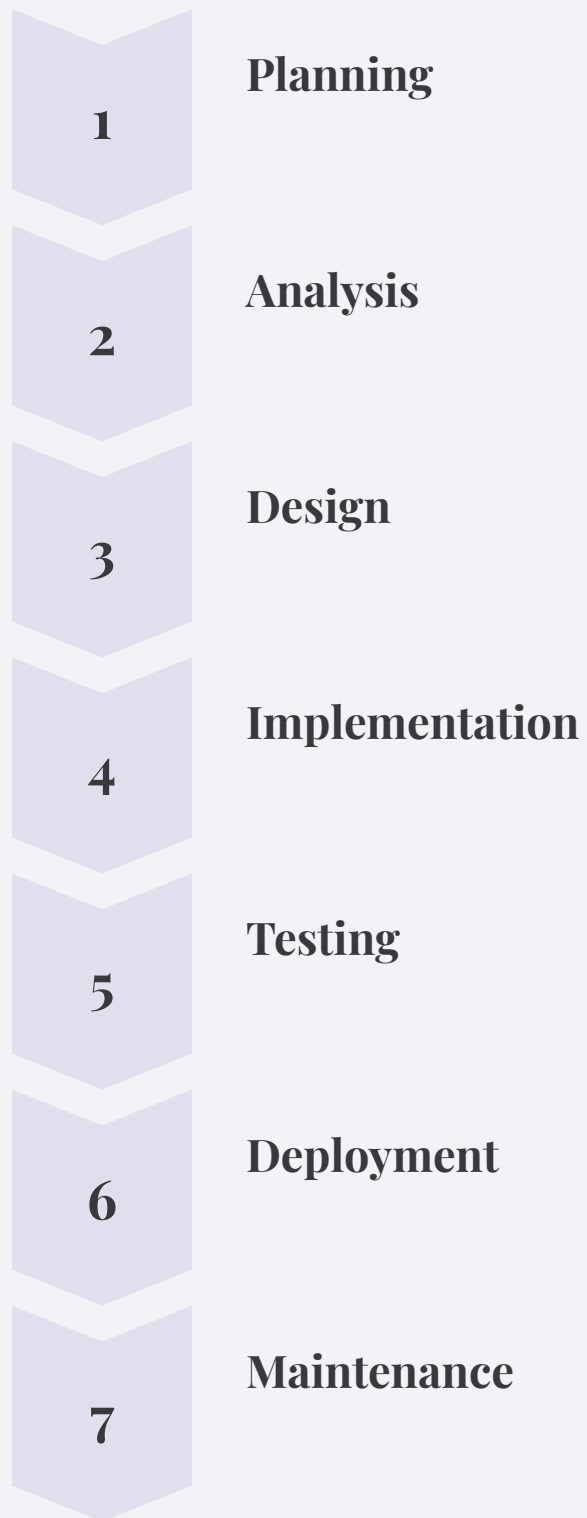 1
Planning
2
Analysis
3
Design
4
Implementation
5
Testing
6
Deployment
7
Maintenance